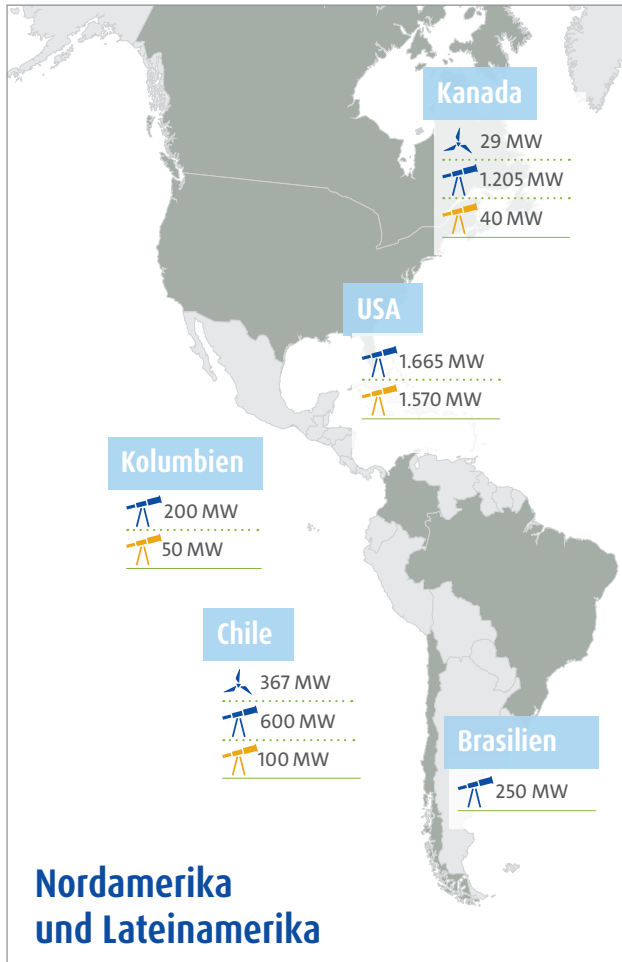 Kanada
29 MW
1.205 MW
40 MW
USA
1.665 MW
1.570 MW
Kolumbien
200 MW
50 MW
Chile
367 MW
600 MW
100 MW
Brasilien
250 MW
Nordamerika
und Lateinamerika